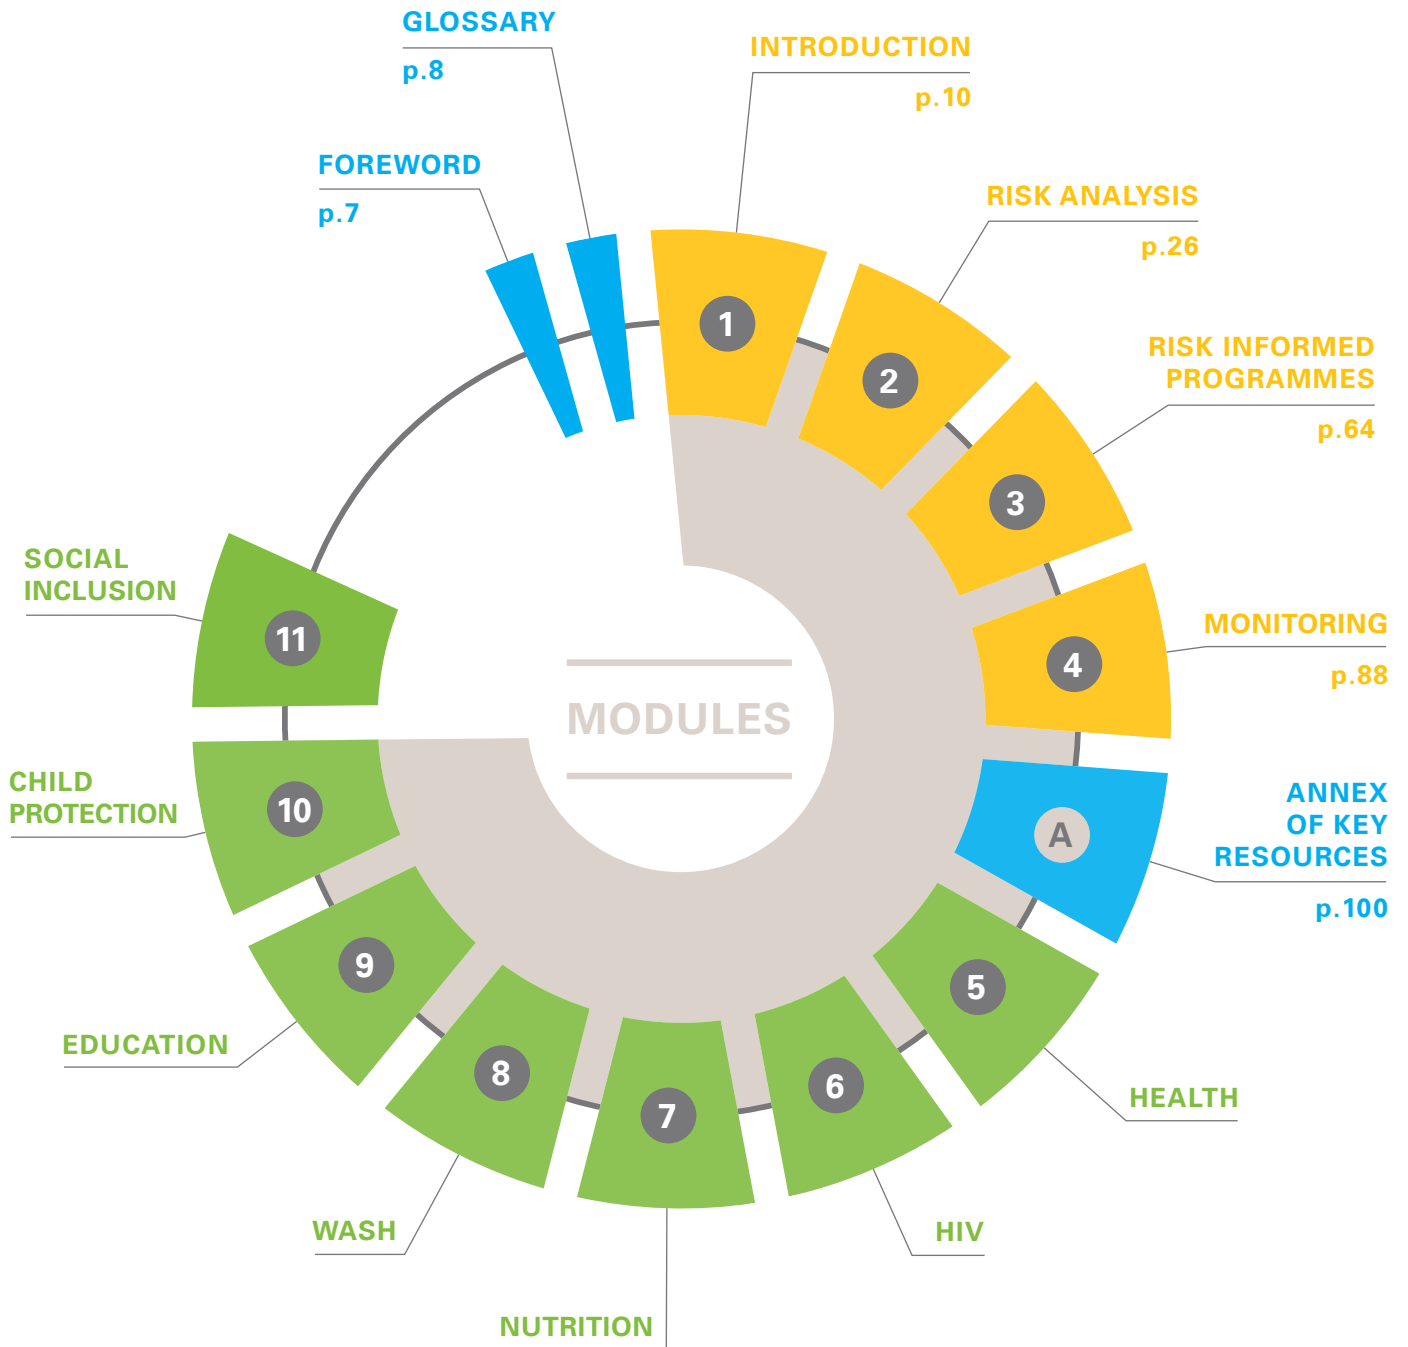 GLOSSARY
p.8
INTRODUCTION
p.10
FOREWORD
p.7
RISK ANALYSIS
p.26
RISK INFORMED
PROGRAMMES
p.64
MONITORING
p.88
ANNEX
OF KEY
RESOURCES
p.100
HEALTH
HIV
NUTRITION
WASH
EDUCATION
CHILD
PROTECTION
SOCIAL
INCLUSION
1
2
3
4
A
5
6
7
8
9
10
11
MODULES